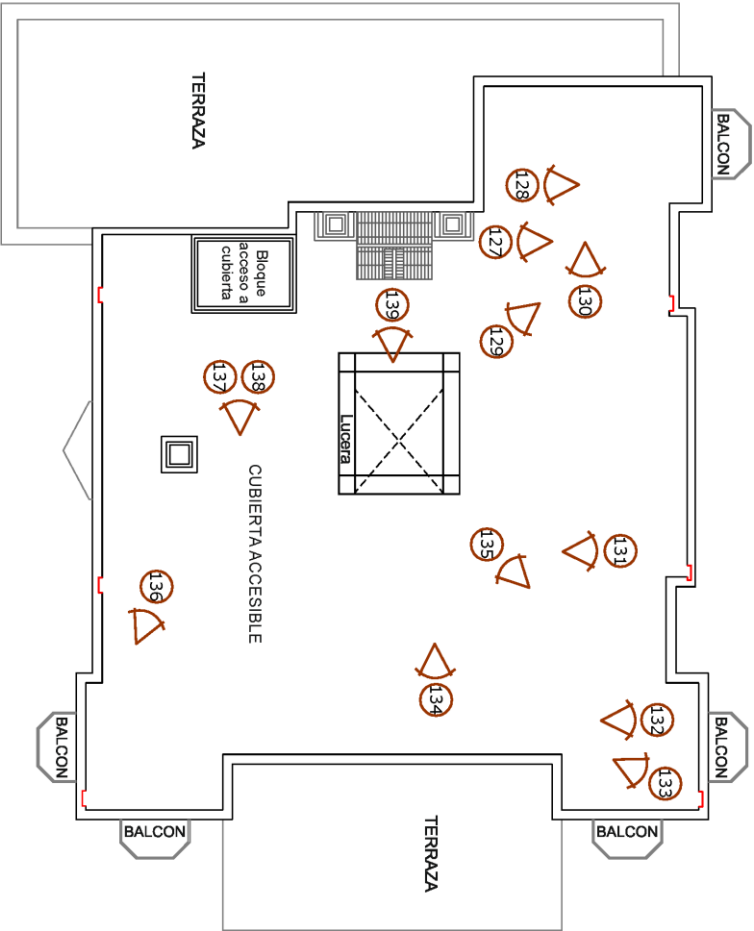 TERRAZA
BALCON
128
127
130
129
Bloque
acceso a
cubierta
139
137
138
Lucera
CUBIERTA ACCESIBLE
135
131
136
134
132
133
BALCON
BALCON
BALCON
BALCON
TERRAZA